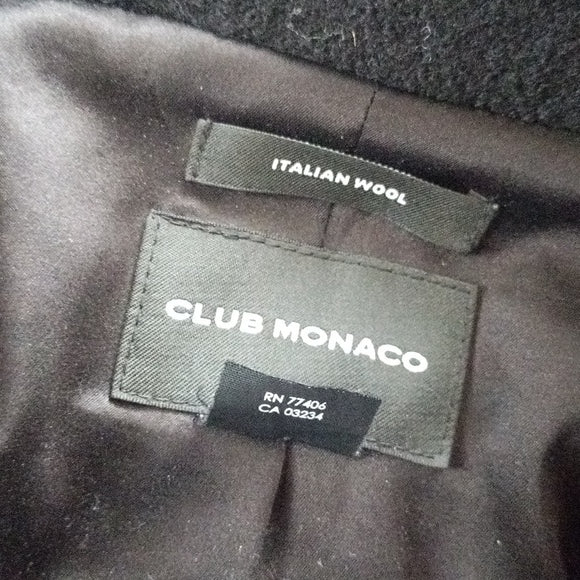 ITALIAN WOOL
CLUB MONACO
RN 77406
CA 03234